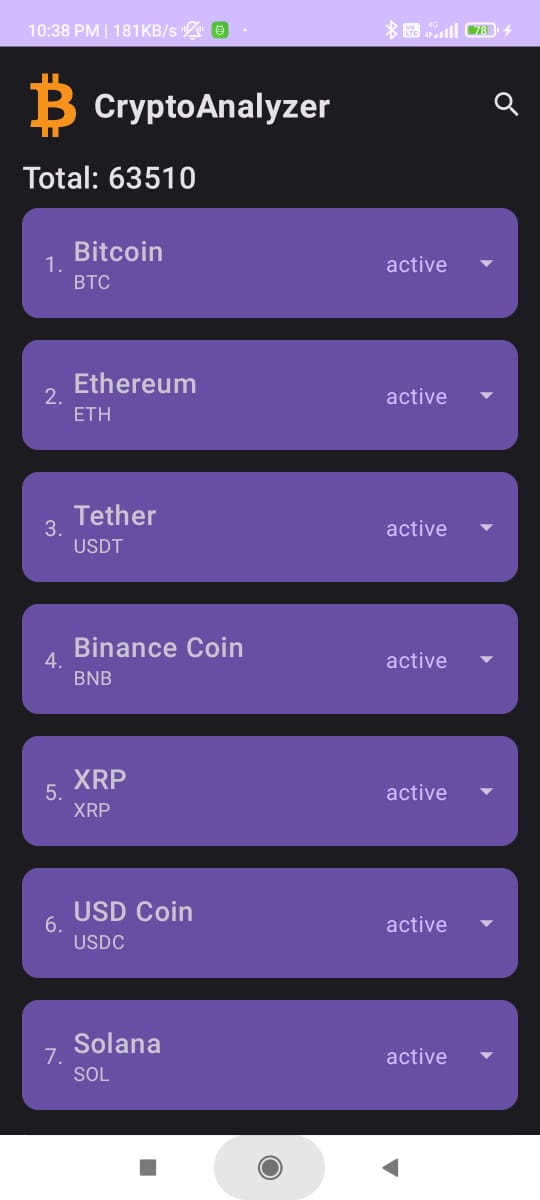 10:38 PM | 181KB/s
Vo LTE 4G 78
CryptoAnalyzer
Total: 63510
1. Bitcoin active
BTC
2. Ethereum active
ETH
3. Tether active
USDT
4. Binance Coin active
BNB
5. XRP active
XRP
6. USD Coin active
USDC
7. Solana active
SOL